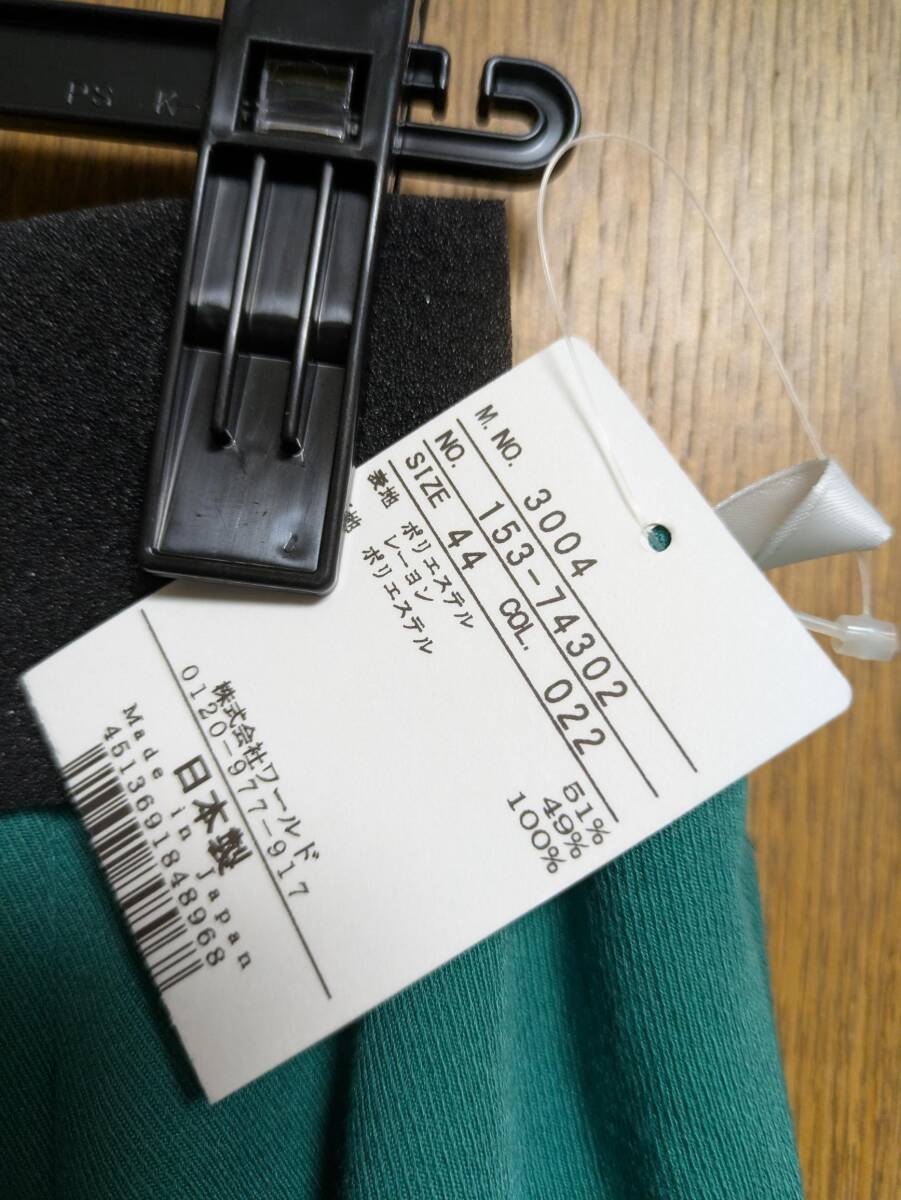 PS K-
M. NO. 3004
NO. 153-74302
SIZE 44 COL. 022
表地 ポリエステル 51%
レーヨン 49%
地 ポリエステル 100%
株式会社ワールド
0120-977-917
日本製
Made in Japan
4513691848968